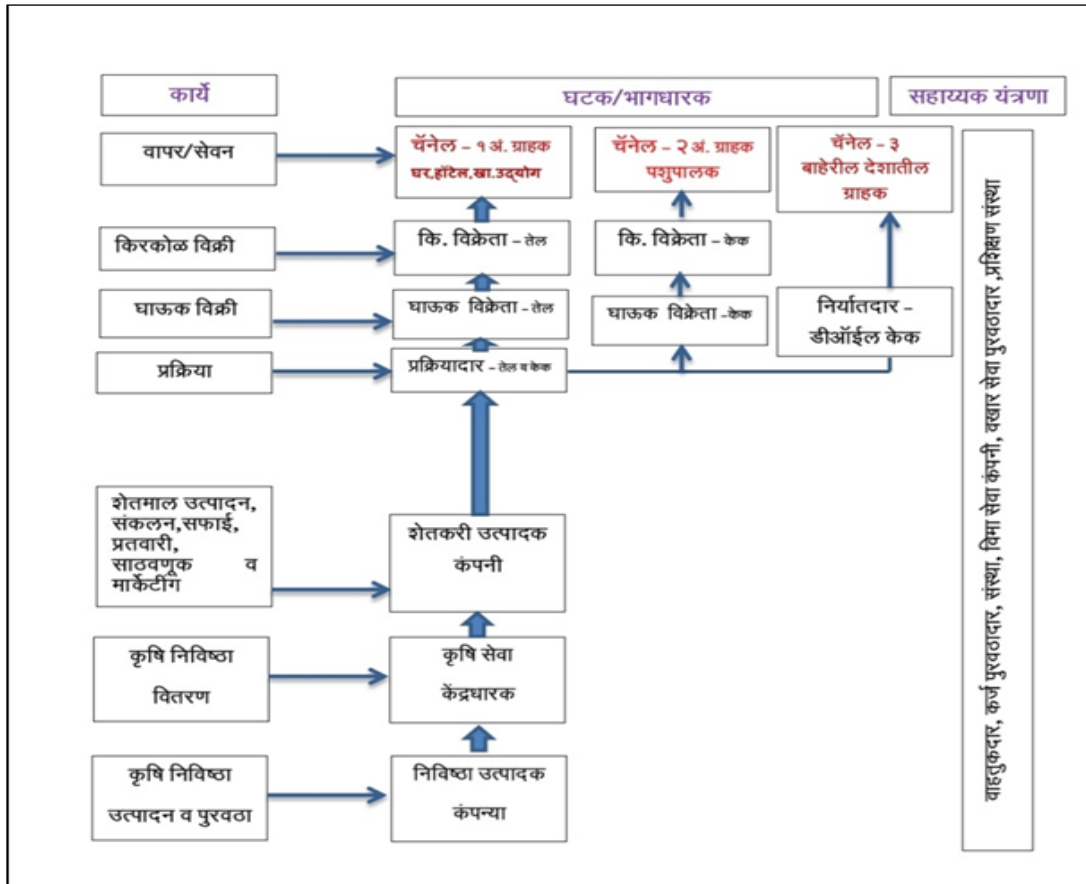 कार्ये
घटक/भागधारक
सहाय्यक यंत्रणा
वापर/सेवन
चॅनेल - १ अं. ग्राहक
घर,हॉटेल,खा.उद्योग
चॅनेल - २ अं. ग्राहक
पशुपालक
चॅनेल - ३
बाहेरील देशातील
ग्राहक
किरकोळ विक्री
कि. विक्रेता - तेल
कि. विक्रेता - केक
घाऊक विक्री
घाऊक विक्रेता - तेल
घाऊक विक्रेता -केक
निर्यातदार -
डीऑईल केक
प्रक्रिया
प्रक्रियादार - तेल व केक
शेतमाल उत्पादन,
संकलन,सफाई,
प्रतवारी,
साठवणूक व
मार्केटींग
शेतकरी उत्पादक
कंपनी
कृषि निविष्ठा
वितरण
कृषि सेवा
केंद्रधारक
कृषि निविष्ठा
उत्पादन व पुरवठा
निविष्ठा उत्पादक
कंपन्या
वाहतुकदार, कर्ज पुरवठादार, संस्था, विमा सेवा कंपनी, वखार सेवा पुरवठादार ,प्रशिक्षण संस्था